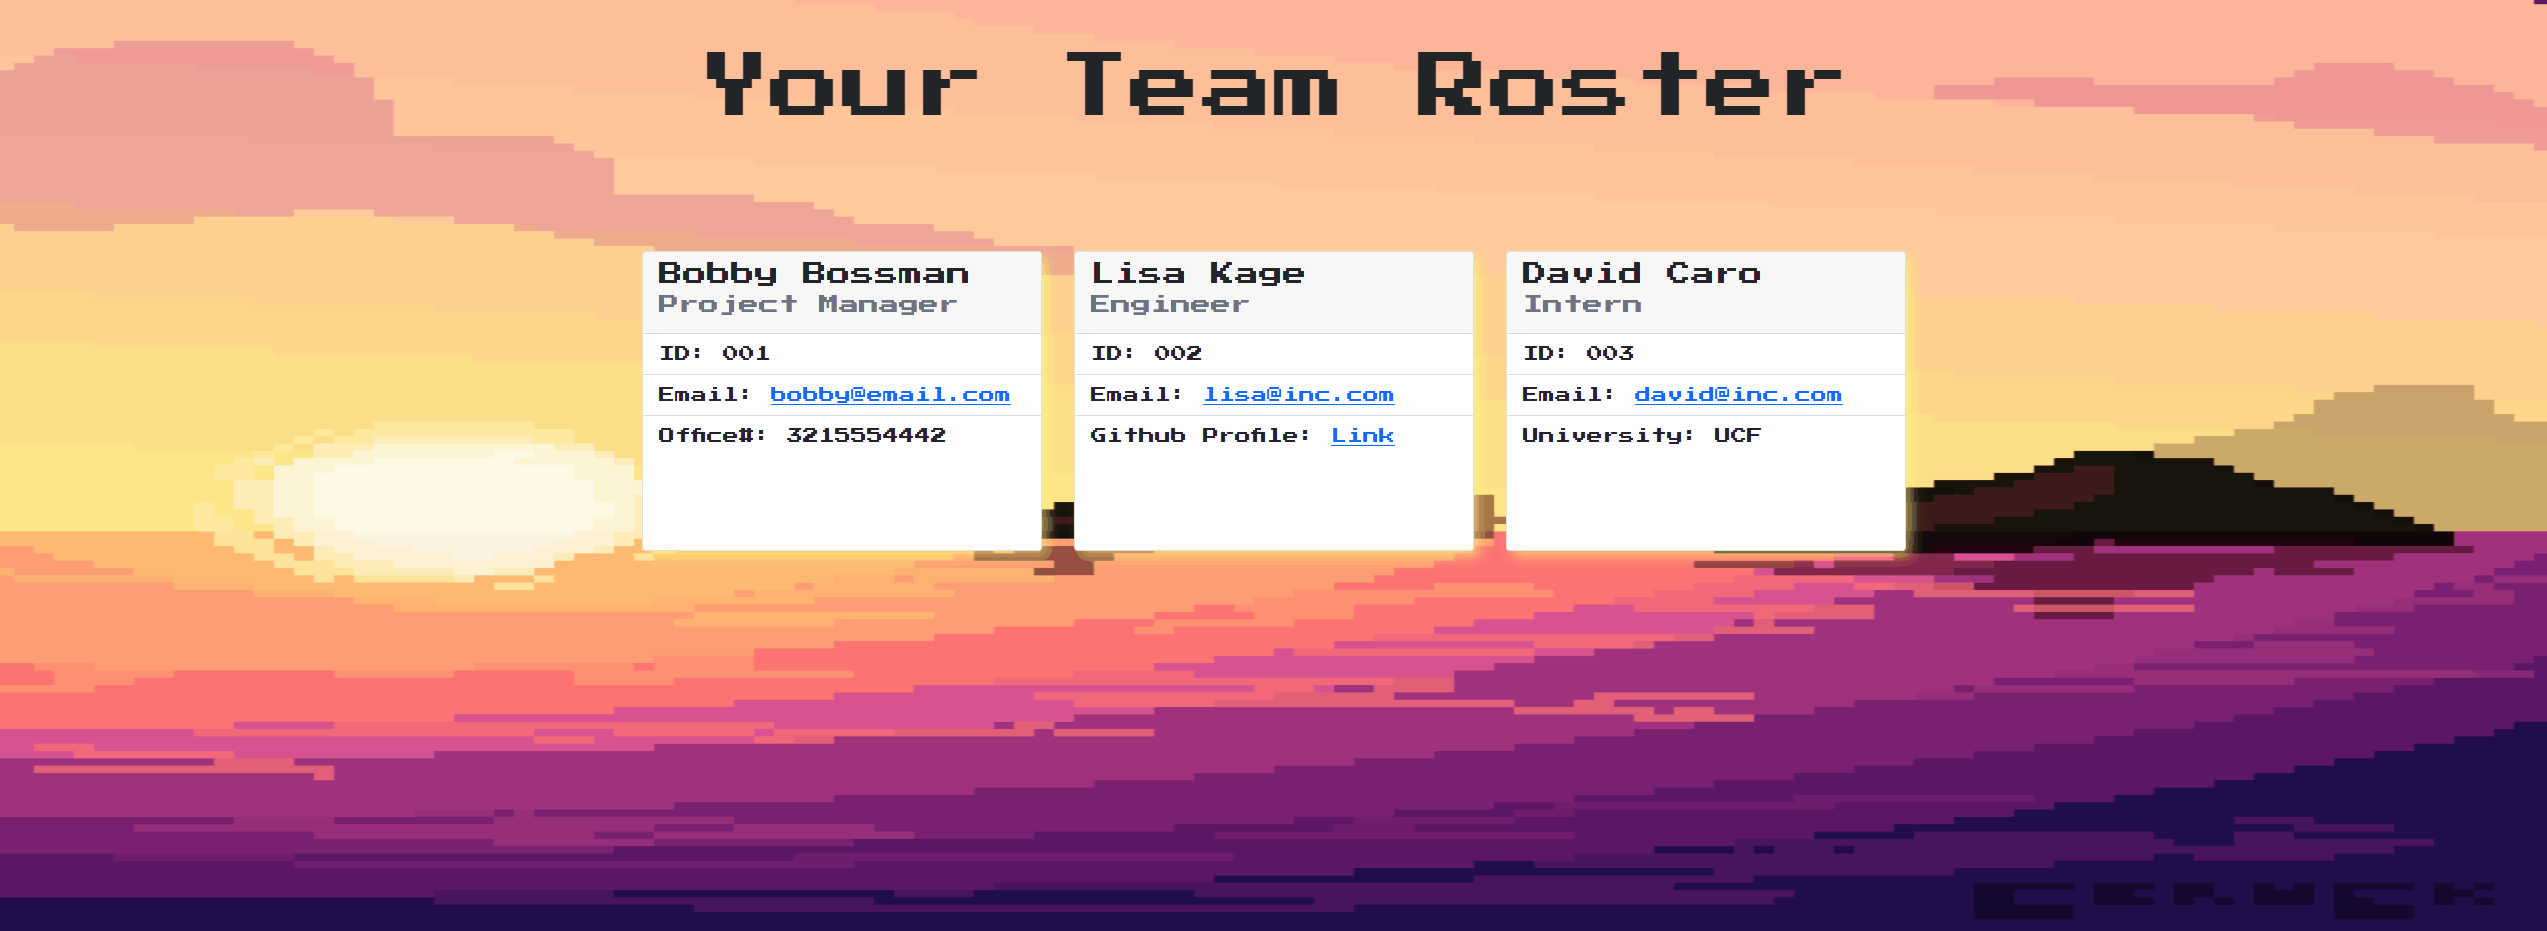 Your Team Roster
Bobby Bossman
Project Manager
ID: 001
Email: bobby@email.com
Office#: 3215554442
Lisa Kage
Engineer
ID: 002
Email: lisa@inc.com
Github Profile: Link
David Caro
Intern
ID: 003
Email: david@inc.com
University: UCF